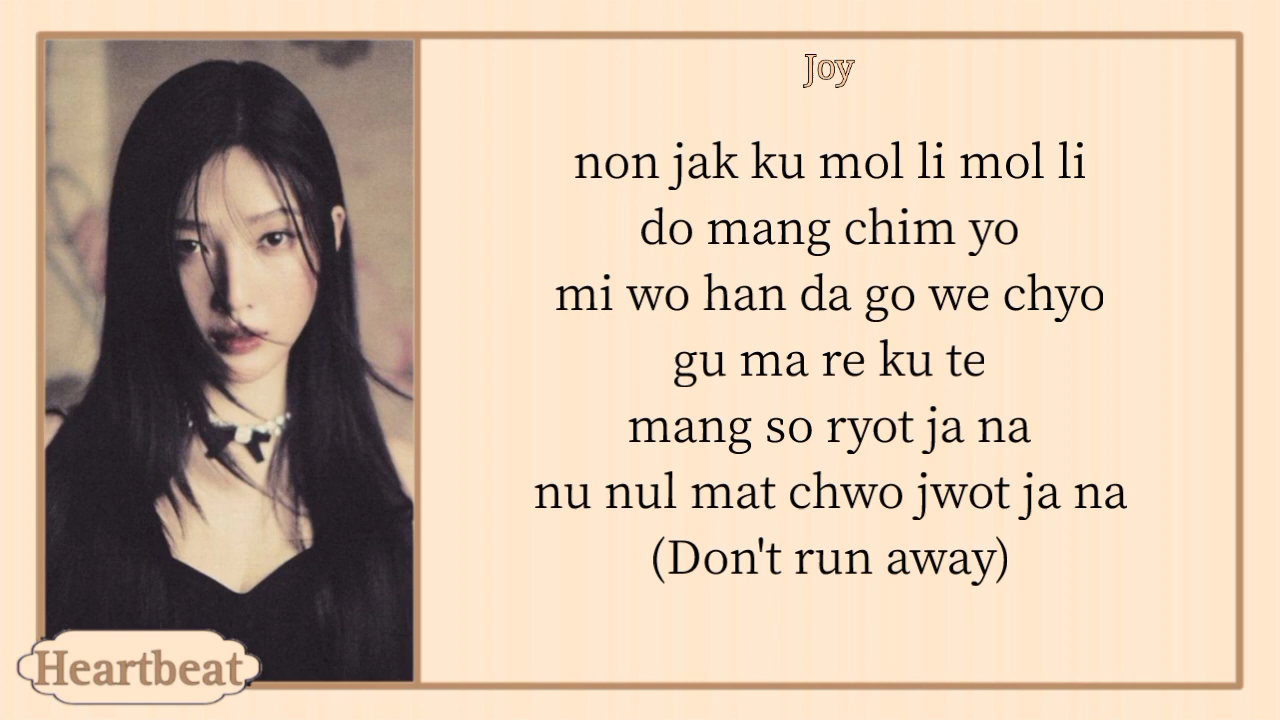 Joy
non jak ku mol li mol li
do mang chim yo
mi wo han da go we chyo
gu ma re ku te
mang so ryot ja na
nu nul mat chwo jwot ja na
(Don't run away)
Heartbeat